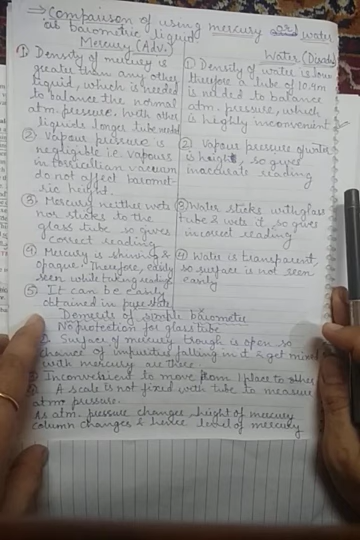 → Comparison of using mercury and water
as barometric liquid
Mercury (Adv.)
① Density of mercury is
greater than any other
liquid, which is needed
to balance the normal
atm. pressure. With other
liquids longer tube needed
② Vapour pressure is
negligible i.e. vapours
in torricellian vacuum
do not affect baromet-
ric height.
③ Mercury neither wets
nor sticks to the
glass tube so gives
correct reading
④ Mercury is shining &
opaque. Therefore, easily
seen while taking reading
⑤ It can be easily
obtained in pure state
Water (Disadv)
① Density of water is low
therefore a tube of 10.4m
is needed to balance
atm. pressure, which
is highly inconvenient
② Vapour pressure of water
is high, so gives
inaccurate reading
③ Water sticks with glass
tube & wets it, so gives
incorrect reading
④ Water is transparent,
so surface is not seen
easily
Demerits of simple barometer
No protection for glass tube
Surface of mercury trough is open, so
chance of impurities falling in it & get mixed
with mercury are there
Inconvenient to move from 1 place to other
A scale is not fixed with tube to measure
atm. pressure.
As atm. pressure changes, height of mercury
column changes & hence level of mercury